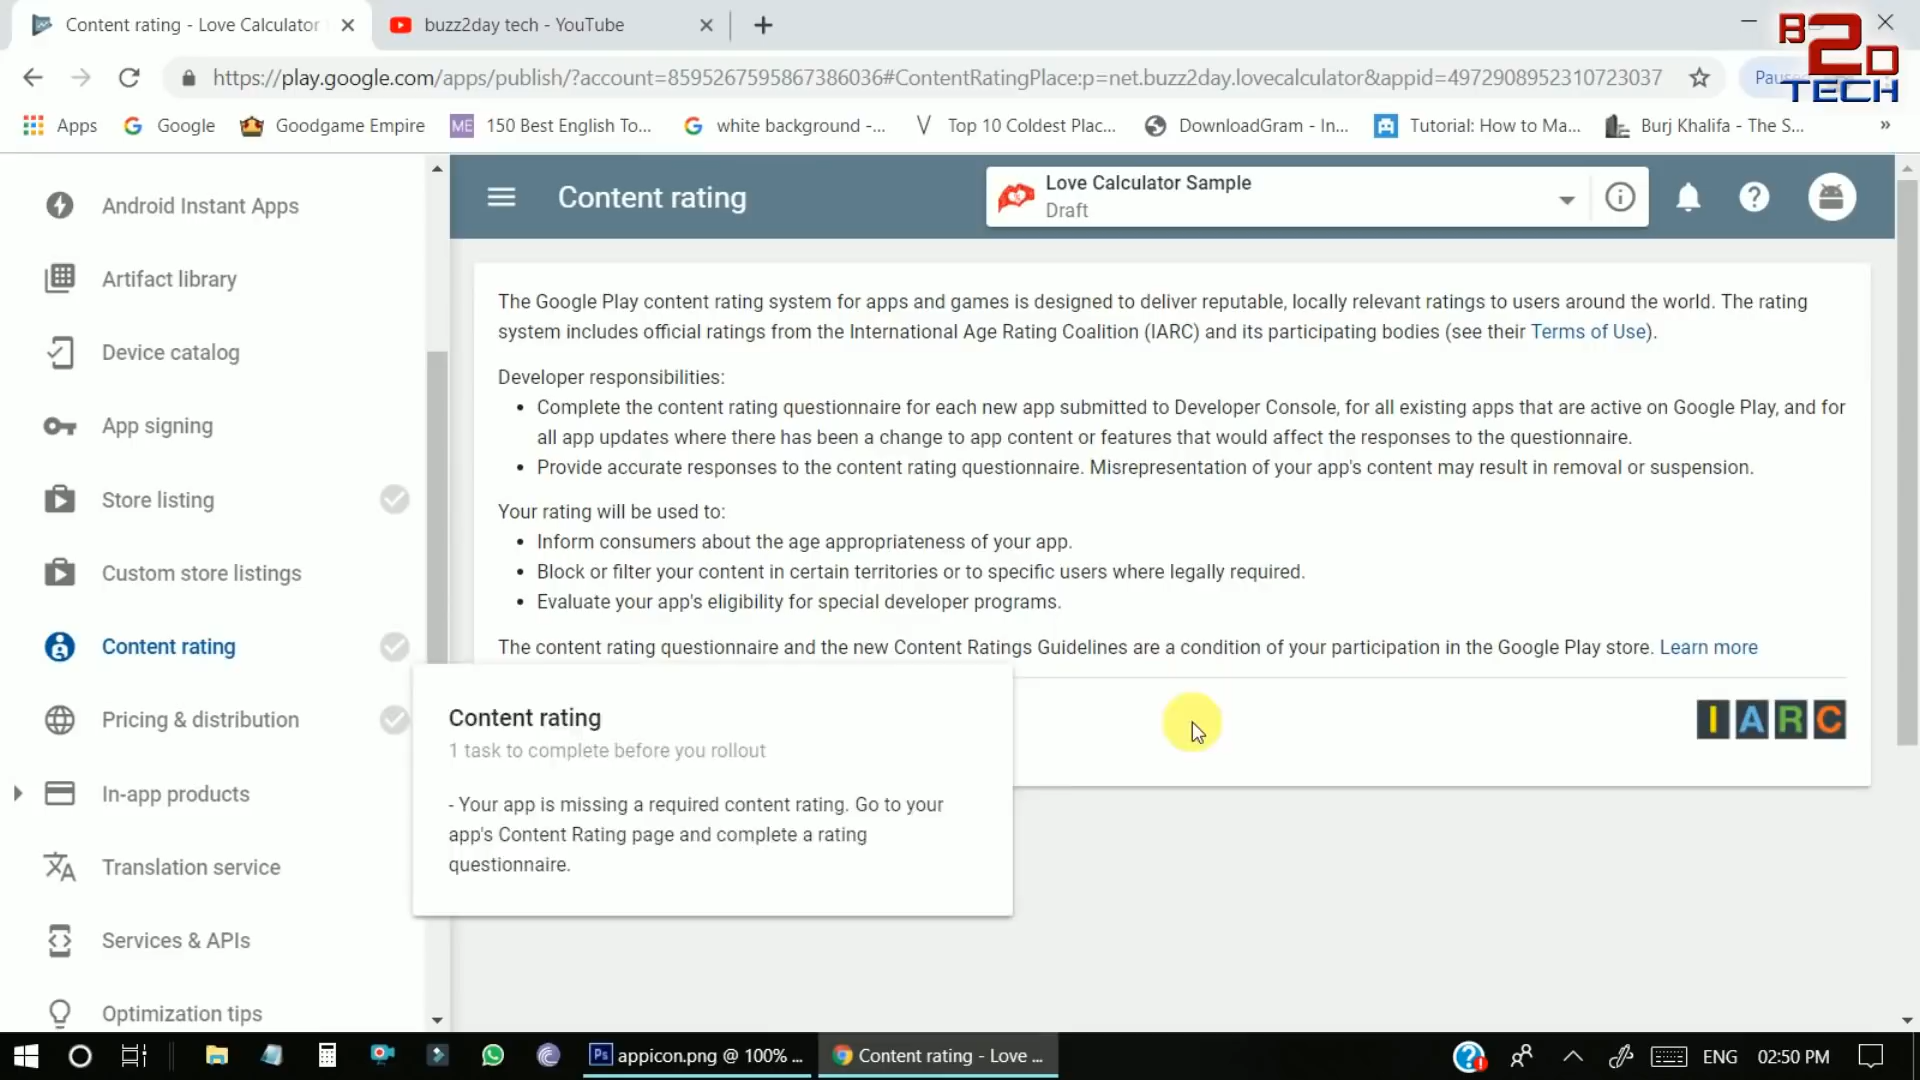 Content rating - Love Calculator
buzz2day tech - YouTube
https://play.google.com/apps/publish/?account=8595267595867386036#ContentRatingPlace:p=net.buzz2day.lovecalculator&appid=4972908952310723037
Paused
B2D
TECH
Apps
Google
Goodgame Empire
ME
150 Best English To...
white background -...
Top 10 Coldest Plac...
DownloadGram - In...
Tutorial: How to Ma...
Burj Khalifa - The S...
»
Android Instant Apps
Artifact library
Device catalog
App signing
Store listing
Custom store listings
Content rating
Pricing & distribution
In-app products
Translation service
Services & APIs
Optimization tips
Content rating
Love Calculator Sample
Draft
The Google Play content rating system for apps and games is designed to deliver reputable, locally relevant ratings to users around the world. The rating
system includes official ratings from the International Age Rating Coalition (IARC) and its participating bodies (see their Terms of Use).
Developer responsibilities:
• Complete the content rating questionnaire for each new app submitted to Developer Console, for all existing apps that are active on Google Play, and for
all app updates where there has been a change to app content or features that would affect the responses to the questionnaire.
• Provide accurate responses to the content rating questionnaire. Misrepresentation of your app's content may result in removal or suspension.
Your rating will be used to:
• Inform consumers about the age appropriateness of your app.
• Block or filter your content in certain territories or to specific users where legally required.
• Evaluate your app's eligibility for special developer programs.
The content rating questionnaire and the new Content Ratings Guidelines are a condition of your participation in the Google Play store. Learn more
IARC
Content rating
1 task to complete before you rollout
- Your app is missing a required content rating. Go to your
app's Content Rating page and complete a rating
questionnaire.
Ps
appicon.png @ 100% ...
Content rating - Love ...
ENG
02:50 PM